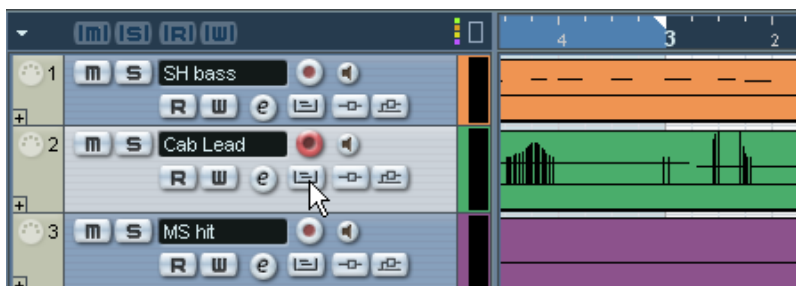 m S R W
4 3 2
1 m S SH bass
R W e
2 m S Cab Lead
R W e
3 m S MS hit
R W e